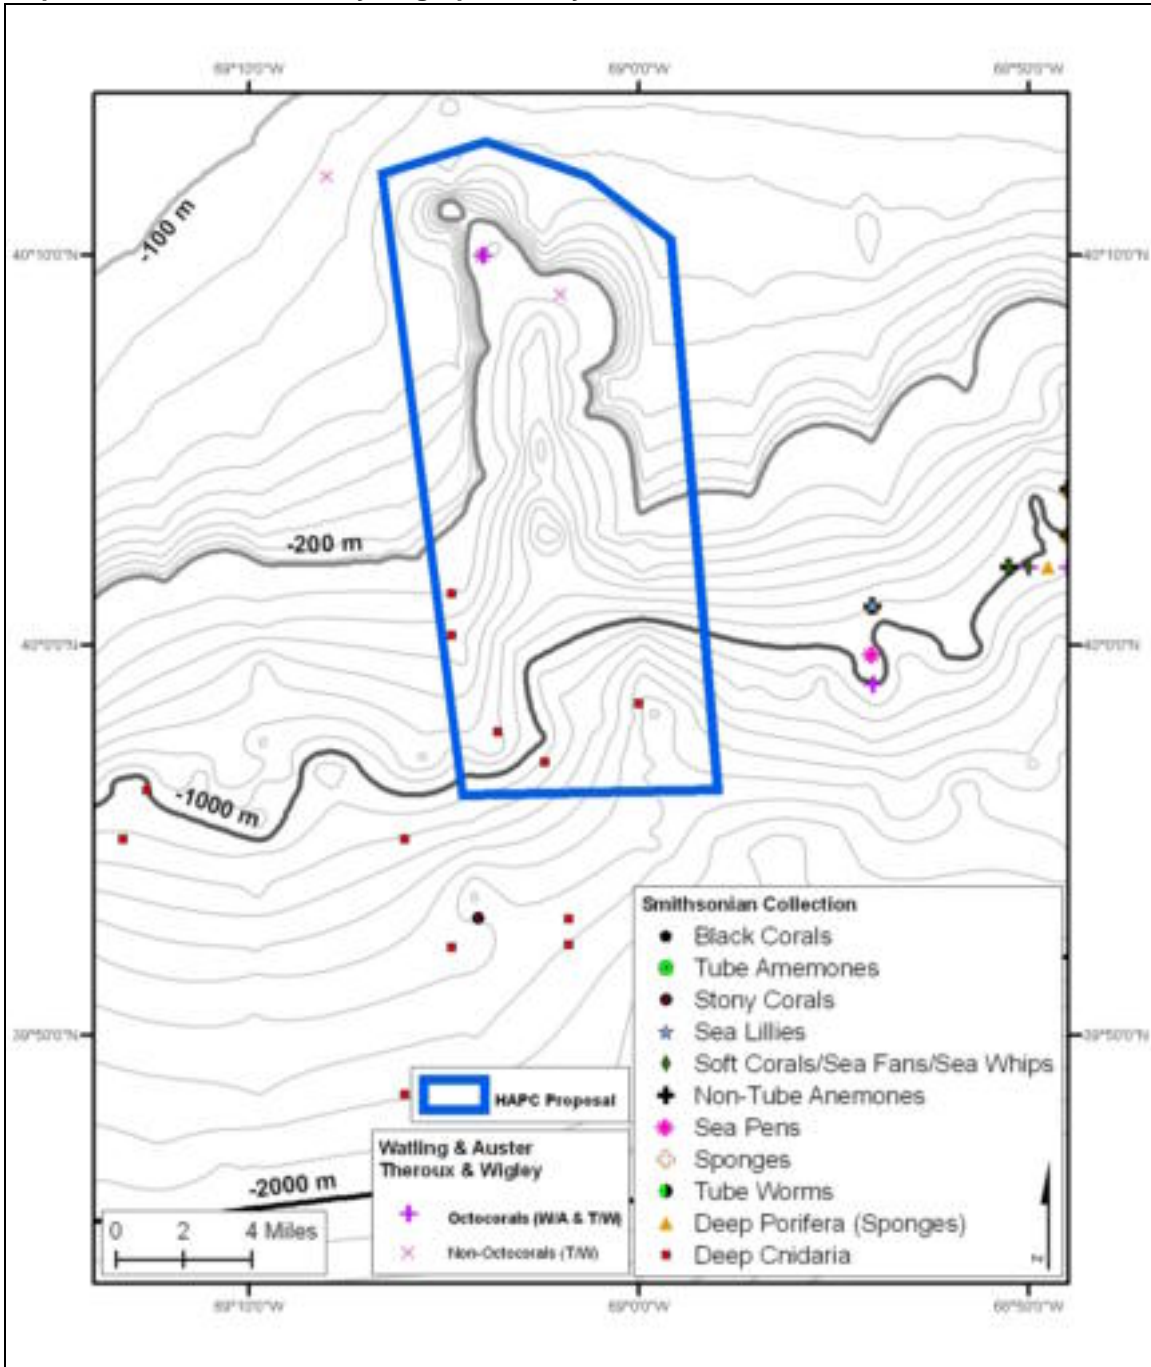 69°10'0"W 69°0'0"W 68°50'0"W
-100 m
40°10'0"N 40°10'0"N
-200 m
40°0'0"N 40°0'0"N
-1000 m
Smithsonian Collection
Black Corals
Tube Amemones
Stony Corals
Sea Lillies
Soft Corals/Sea Fans/Sea Whips
Non-Tube Anemones
Sea Pens
Sponges
Tube Worms
Deep Porifera (Sponges)
Deep Cnidaria
39°50'0"N 39°50'0"N
HAPC Proposal
Watling & Auster
Theroux & Wigley
Octocorals (W/A & T/W)
Non-Octocorals (T/W)
-2000 m
0 2 4 Miles
N
69°10'0"W 69°0'0"W 68°50'0"W